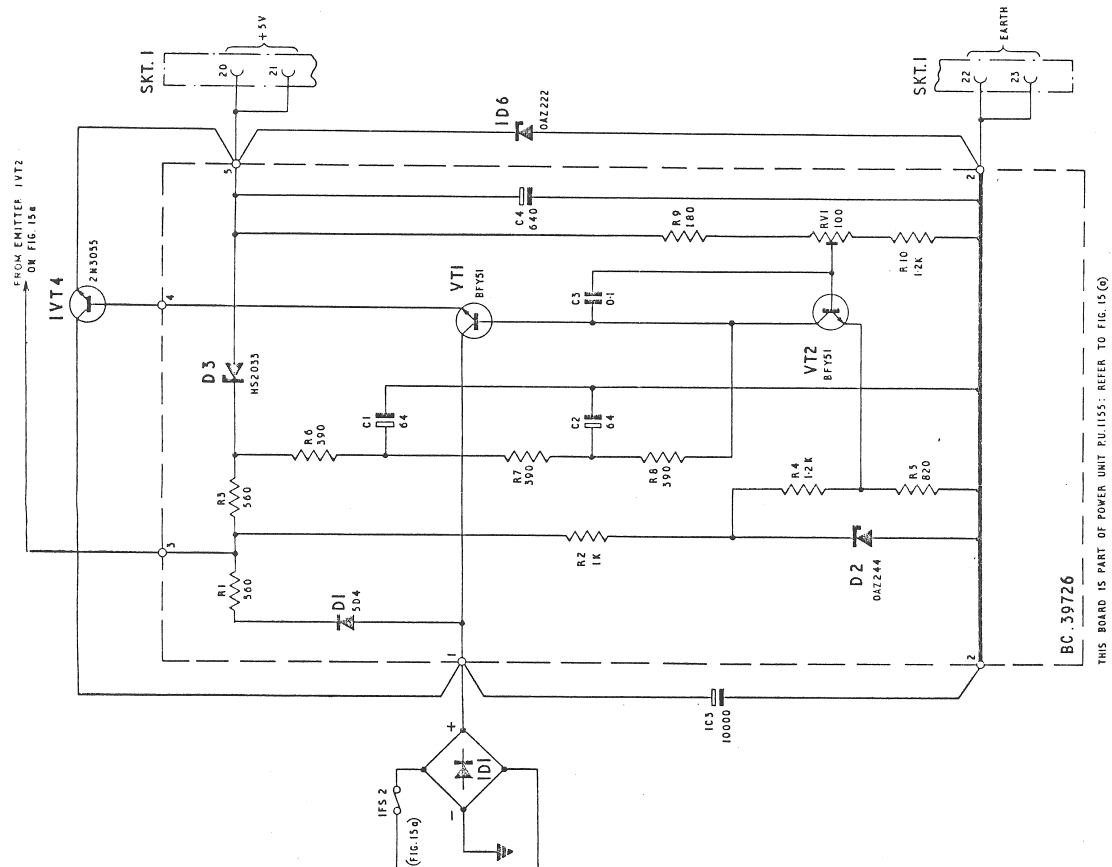 FROM EMITTER 1VT2
ON FIG. 15a
1VT4
2N3055
SKT. 1
20
21
+5V
5
4
3
D3
HS2033
R3
560
R1
560
D1
5D4
R6
390
C1
64
R7
390
C2
64
R8
390
VT1
BFY51
C3
0·1
C4
640
R9
180
RV1
100
R10
1·2K
1D6
OAZ222
VT2
BFY51
R2
1K
R4
1·2K
R5
820
D2
OAZ244
1
2
2
SKT.1
22
23
EARTH
1FS2
(FIG. 15a)
+
-
1D1
1C3
10000
BC. 39726
THIS BOARD IS PART OF POWER UNIT P.U.1155: REFER TO FIG. 15 (a)